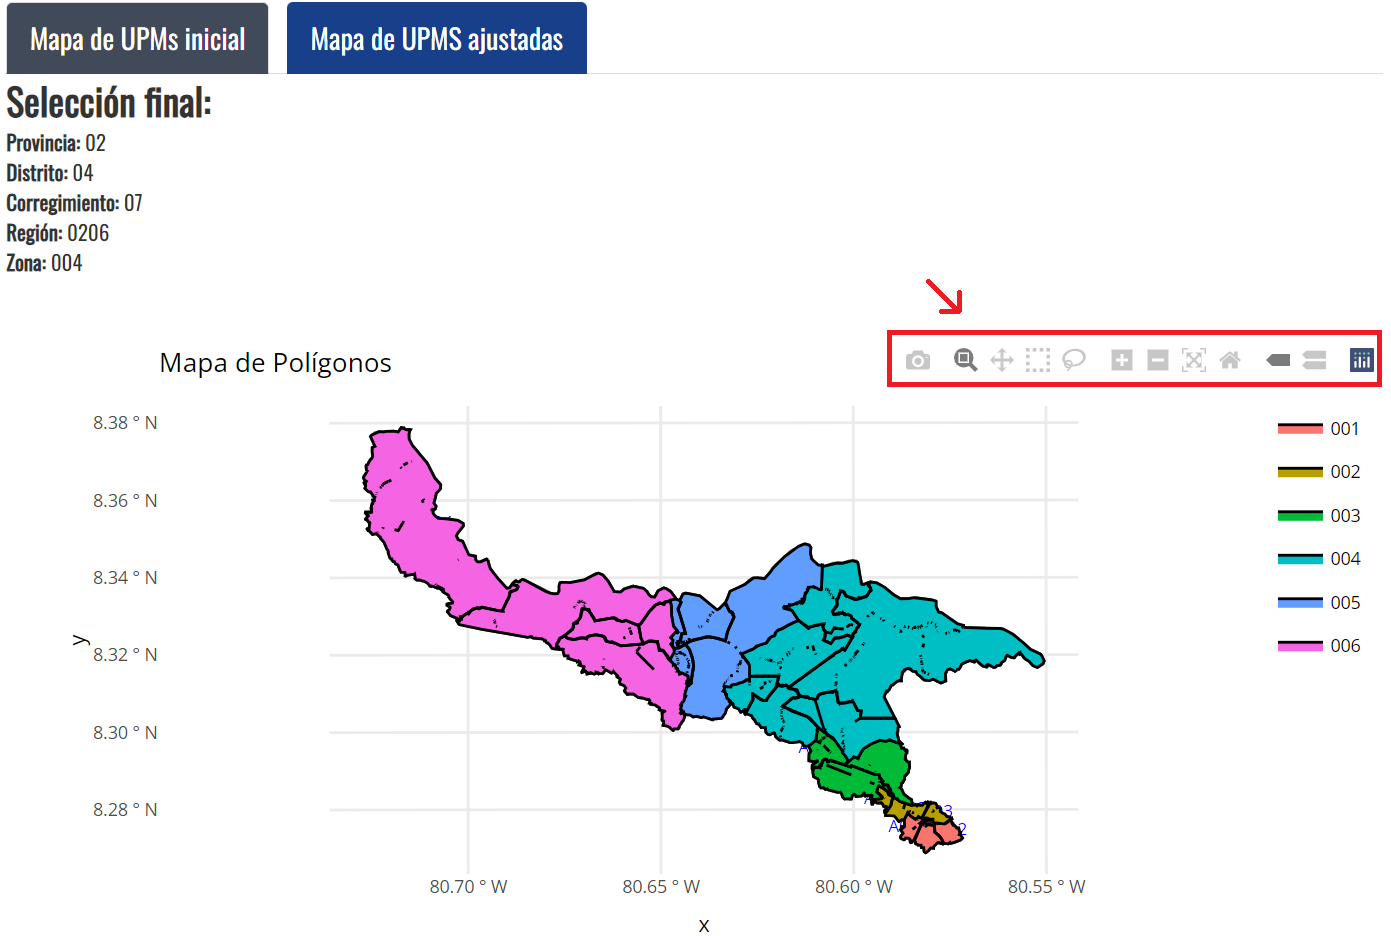 Mapa de UPMs inicial
Mapa de UPMS ajustadas
Selección final:
Provincia: 02
Distrito: 04
Corregimiento: 07
Región: 0206
Zona: 004
Mapa de Polígonos
8.38 ° N
8.36 ° N
8.34 ° N
8.32 ° N
8.30 ° N
8.28 ° N
y
80.70 ° W
80.65 ° W
80.60 ° W
80.55 ° W
x
001
002
003
004
005
006